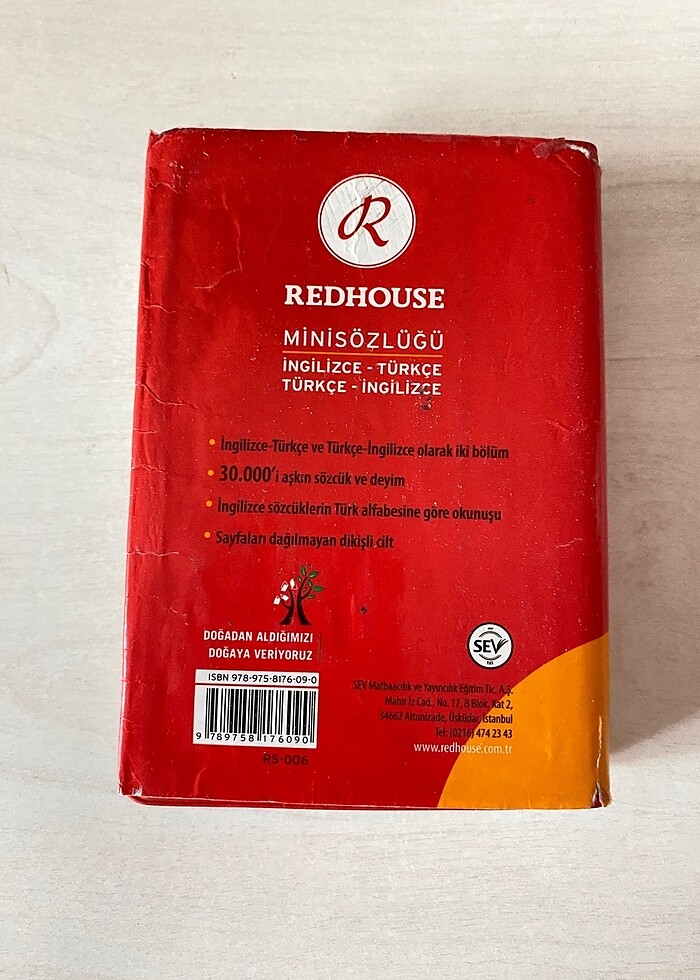 R
REDHOUSE
MİNİSÖZLÜĞÜ
İNGİLİZCE - TÜRKÇE
TÜRKÇE - İNGİLİZCE
• İngilizce-Türkçe ve Türkçe-İngilizce olarak iki bölüm
• 30.000'i aşkın sözcük ve deyim
• İngilizce sözcüklerin Türk alfabesine göre okunuşu
• Sayfaları dağılmayan dikişli cilt
DOĞADAN ALDIĞIMIZI
DOĞAYA VERİYORUZ
ISBN 978-975-8176-09-0
9 789758 176090
RS-006
SEV
SEV Matbaacılık ve Yayıncılık Eğitim Tic. A.Ş.
Mahir İz Cad., No. 17, B Blok, Kat 2,
34662 Altunizade, Üsküdar, İstanbul
Tel: (0216) 474 23 43
www.redhouse.com.tr